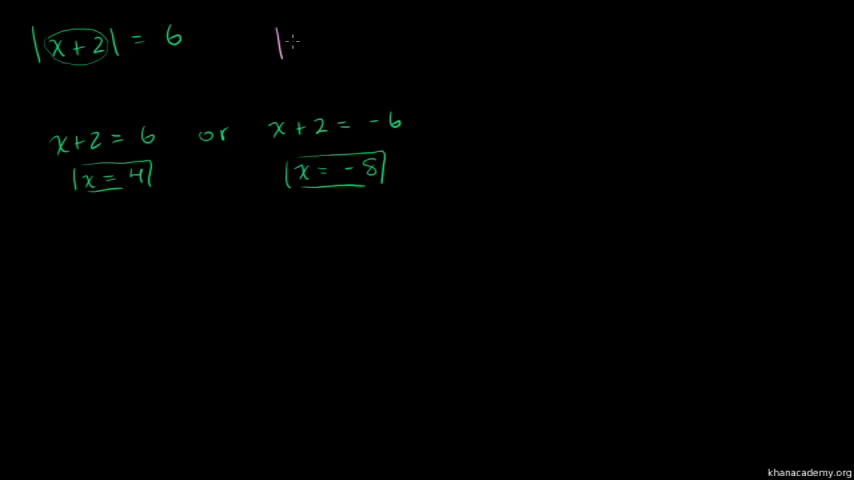 |x + 2| = 6 |
x+2 = 6 or x + 2 = - 6
x = 4 x = - 8
khanacademy.org